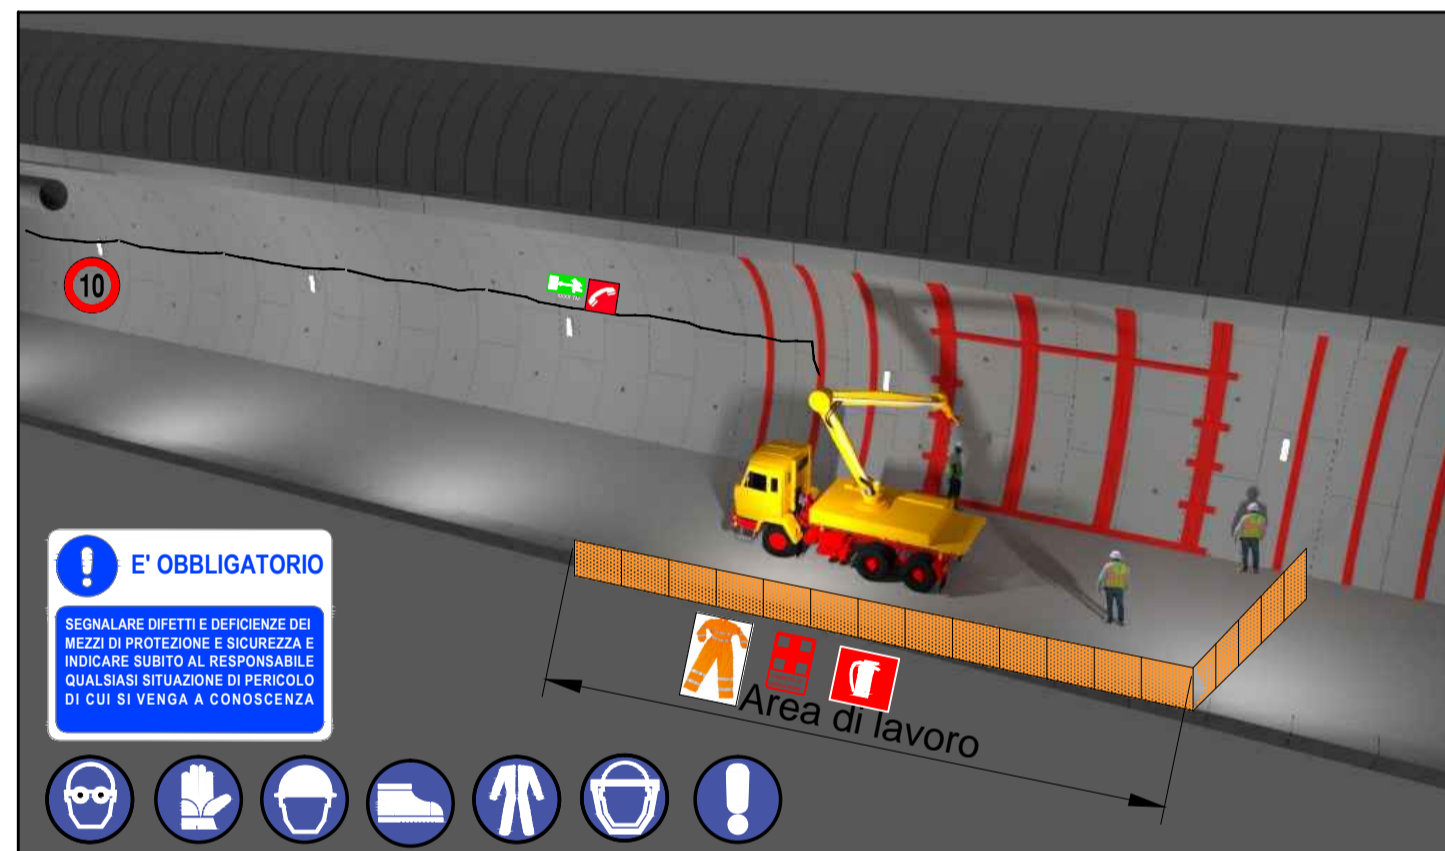 10
E' OBBLIGATORIO
SEGNALARE DIFETTI E DEFICIENZE DEI
MEZZI DI PROTEZIONE E SICUREZZA E
INDICARE SUBITO AL RESPONSABILE
QUALSIASI SITUAZIONE DI PERICOLO
DI CUI SI VENGA A CONOSCENZA
Area di lavoro